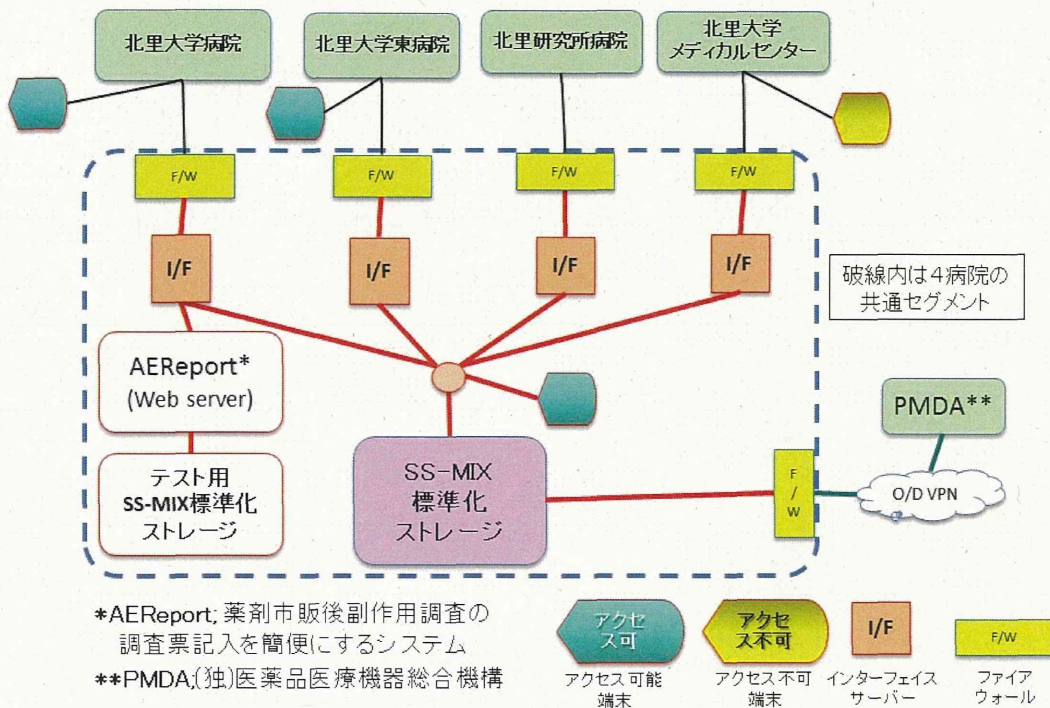 北里大学病院
北里大学東病院
北里研究所病院
北里大学
メディカルセンター
F/W
F/W
F/W
F/W
I/F
I/F
I/F
I/F
破線内は4病院の
共通セグメント
AEReport*
(Web server)
PMDA**
テスト用
SS-MIX標準化
ストレージ
SS-MIX
標準化
ストレージ
F
/
W
O/D VPN
*AEReport; 薬剤市販後副作用調査の
調査票記入を簡便にするシステム
**PMDA;(独)医薬品医療機器総合機構
アクセ
ス可
アクセ
ス不可
I/F
F/W
アクセス可能
端末
アクセス不可
端末
インターフェイス
サーバー
ファイア
ウォール